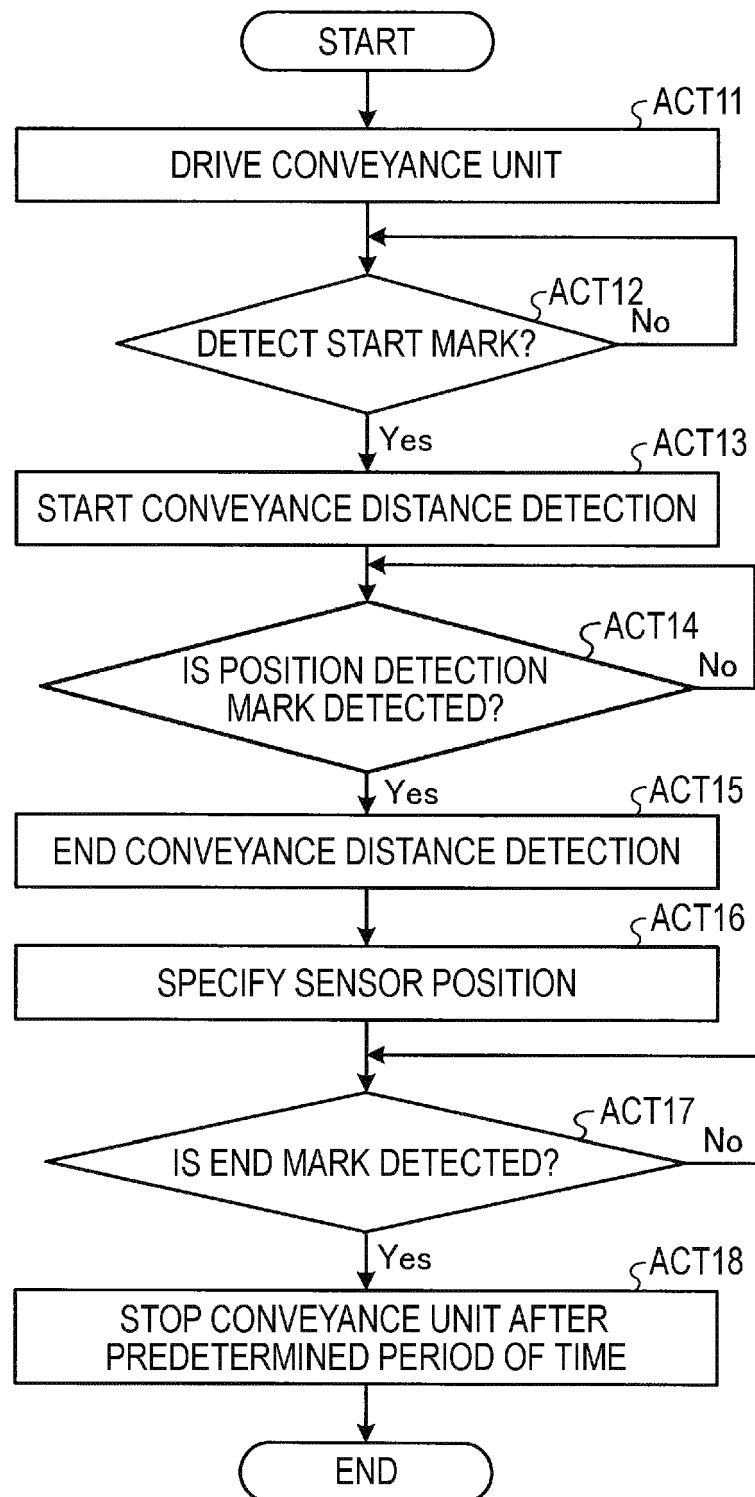 START
ACT11
DRIVE CONVEYANCE UNIT
ACT12
DETECT START MARK?
No
Yes
ACT13
START CONVEYANCE DISTANCE DETECTION
ACT14
IS POSITION DETECTION
MARK DETECTED?
No
Yes
ACT15
END CONVEYANCE DISTANCE DETECTION
ACT16
SPECIFY SENSOR POSITION
ACT17
IS END MARK DETECTED?
No
Yes
ACT18
STOP CONVEYANCE UNIT AFTER
PREDETERMINED PERIOD OF TIME
END